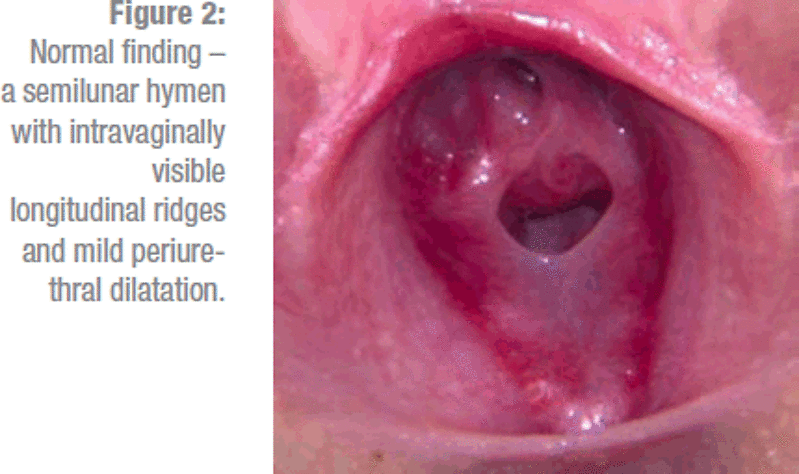 Figure 2:
Normal finding –
a semilunar hymen
with intravaginally
visible
longitudinal ridges
and mild periure-
thral dilatation.